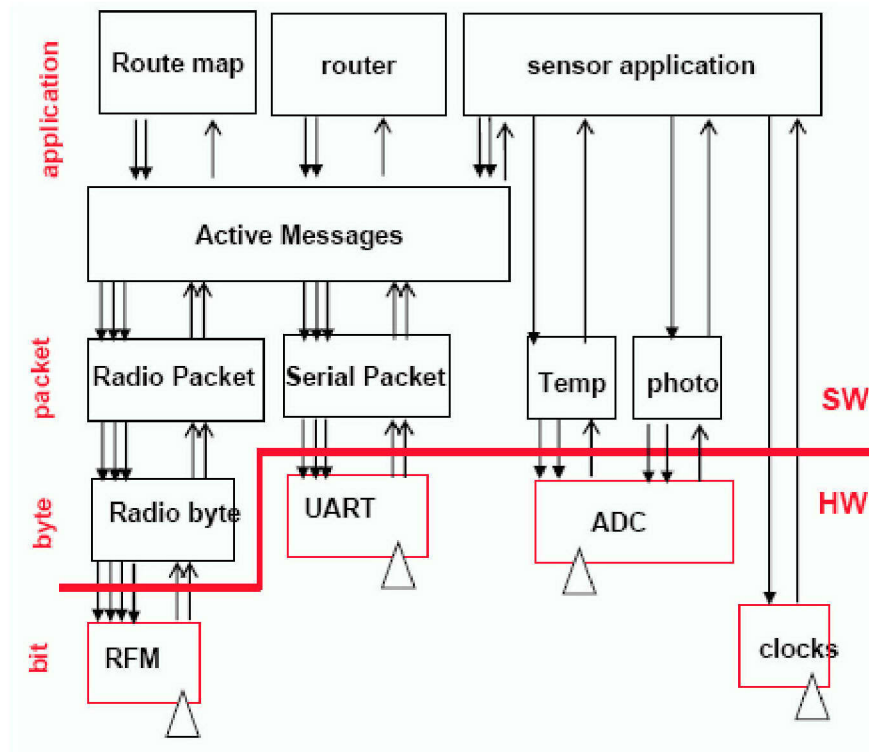 application
Route map
router
sensor application
Active Messages
packet
Radio Packet
Serial Packet
Temp
photo
SW
byte
Radio byte
UART
ADC
HW
bit
RFM
clocks